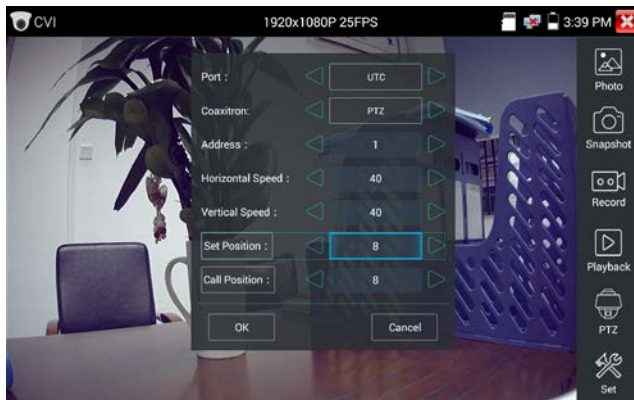 CVI 1920x1080P 25FPS 3:39 PM
Port : UTC
Coaxitron: PTZ
Address : 1
Horizontal Speed : 40
Vertical Speed : 40
Set Position : 8
Call Position : 8
OK Cancel
Photo
Snapshot
Record
Playback
PTZ
Set